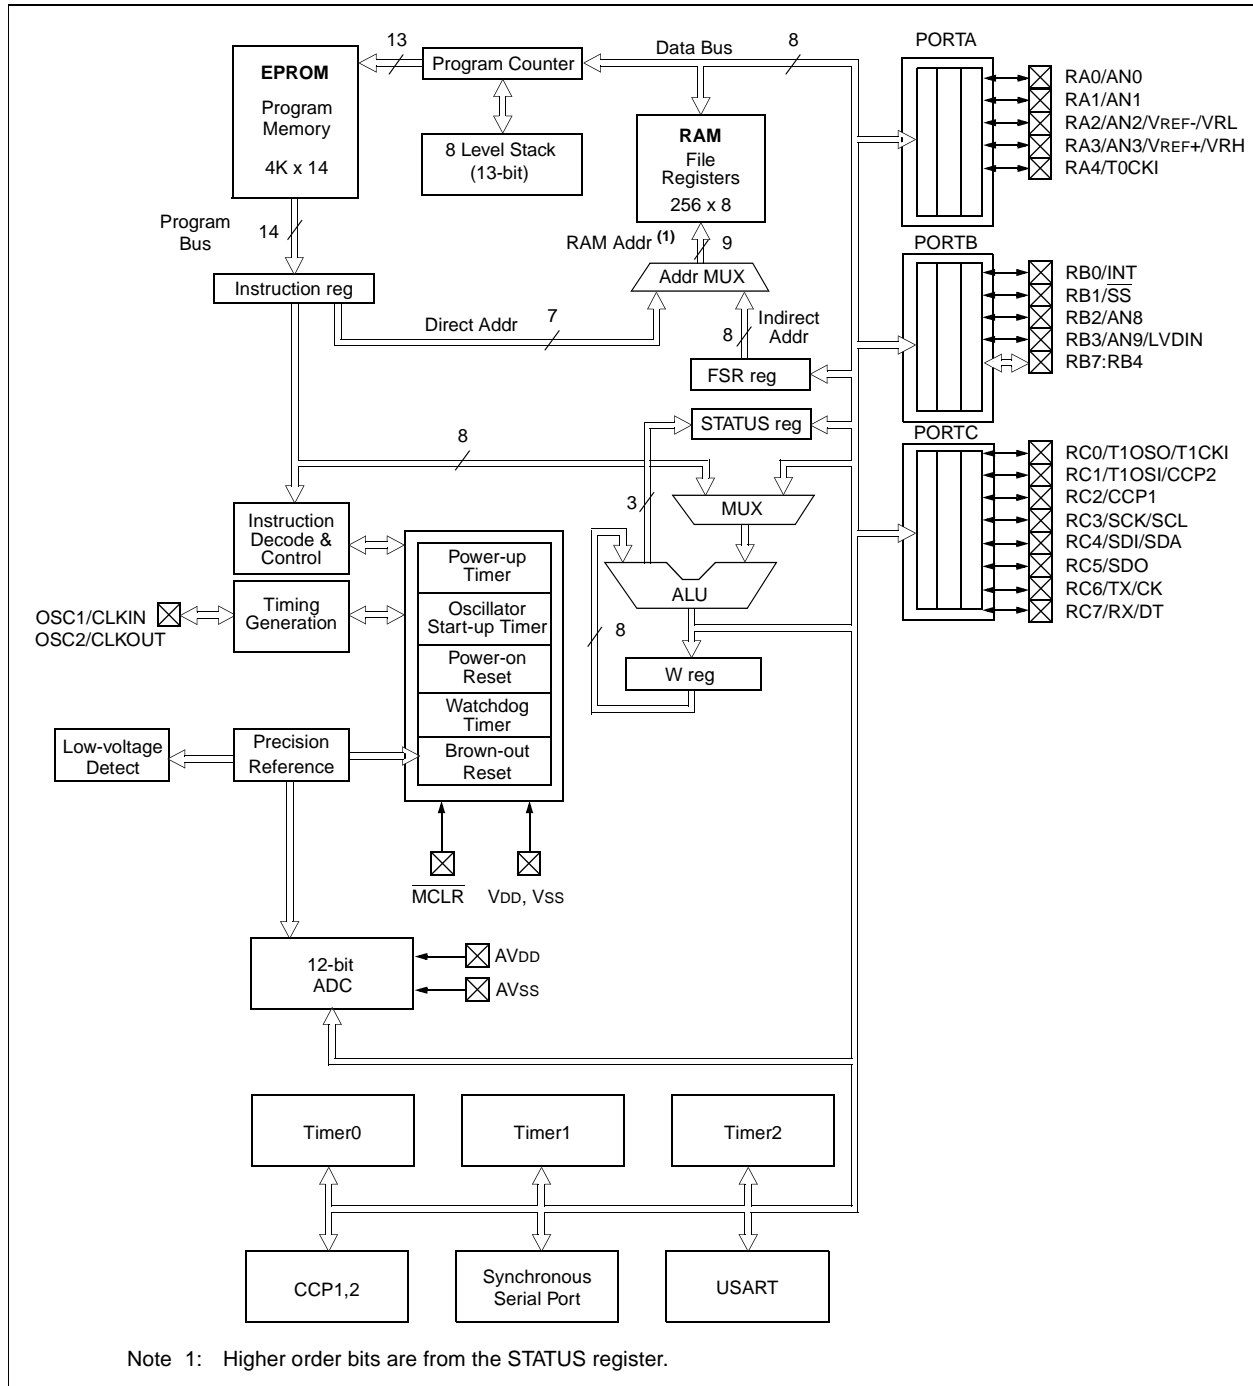 EPROM
Program
Memory
4K x 14
13
Program Counter
Data Bus
8
8 Level Stack
(13-bit)
RAM
File
Registers
256 x 8
Program
Bus
14
RAM Addr (1)
9
Instruction reg
Addr MUX
Direct Addr
7
8
Indirect
Addr
FSR reg
STATUS reg
8
3
MUX
Instruction
Decode &
Control
Power-up
Timer
OSC1/CLKIN
OSC2/CLKOUT
Timing
Generation
Oscillator
Start-up Timer
ALU
8
Power-on
Reset
W reg
Watchdog
Timer
Low-voltage
Detect
Precision
Reference
Brown-out
Reset
MCLR
VDD, VSS
12-bit
ADC
AVDD
AVSS
PORTA
RA0/AN0
RA1/AN1
RA2/AN2/VREF-/VRL
RA3/AN3/VREF+/VRH
RA4/T0CKI
PORTB
RB0/INT
RB1/SS
RB2/AN8
RB3/AN9/LVDIN
RB7:RB4
PORTC
RC0/T1OSO/T1CKI
RC1/T1OSI/CCP2
RC2/CCP1
RC3/SCK/SCL
RC4/SDI/SDA
RC5/SDO
RC6/TX/CK
RC7/RX/DT
Timer0
Timer1
Timer2
CCP1,2
Synchronous
Serial Port
USART
Note 1: Higher order bits are from the STATUS register.